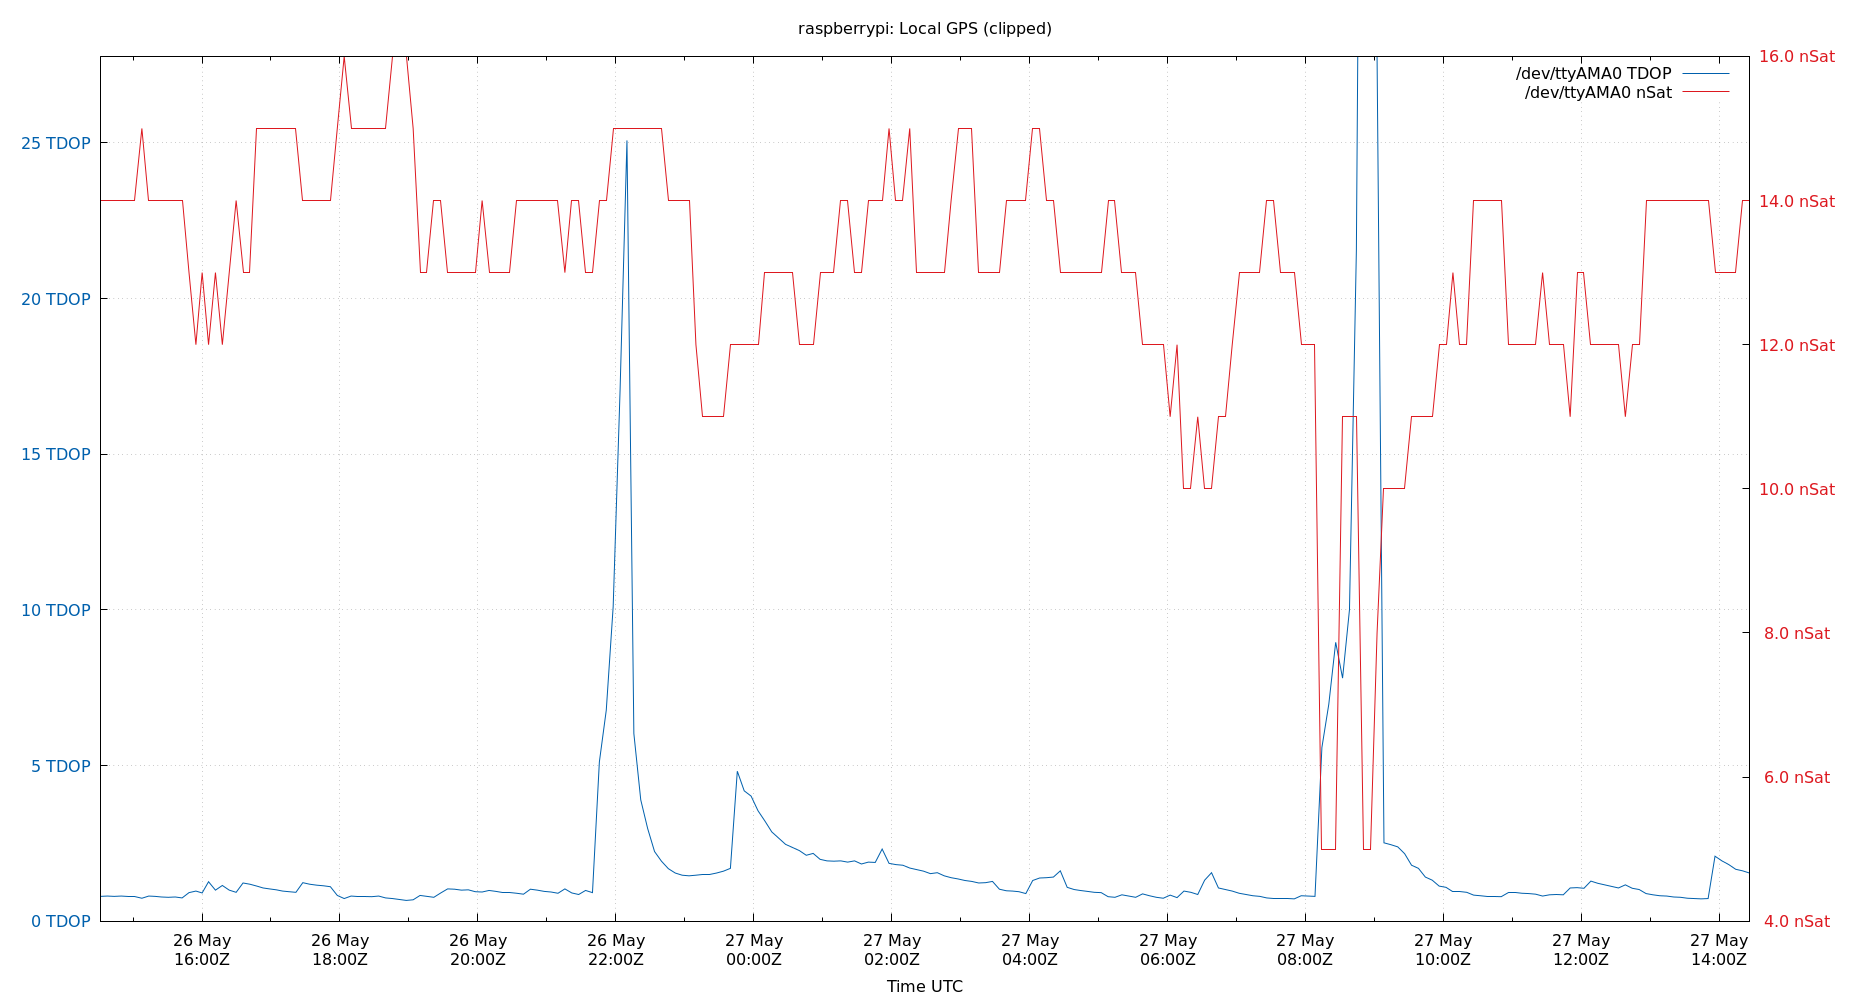 raspberrypi: Local GPS (clipped)
/dev/ttyAMA0 TDOP
/dev/ttyAMA0 nSat
25 TDOP
20 TDOP
15 TDOP
10 TDOP
5 TDOP
0 TDOP
16.0 nSat
14.0 nSat
12.0 nSat
10.0 nSat
8.0 nSat
6.0 nSat
4.0 nSat
26 May
16:00Z
26 May
18:00Z
26 May
20:00Z
26 May
22:00Z
27 May
00:00Z
27 May
02:00Z
27 May
04:00Z
27 May
06:00Z
27 May
08:00Z
27 May
10:00Z
27 May
12:00Z
27 May
14:00Z
Time UTC